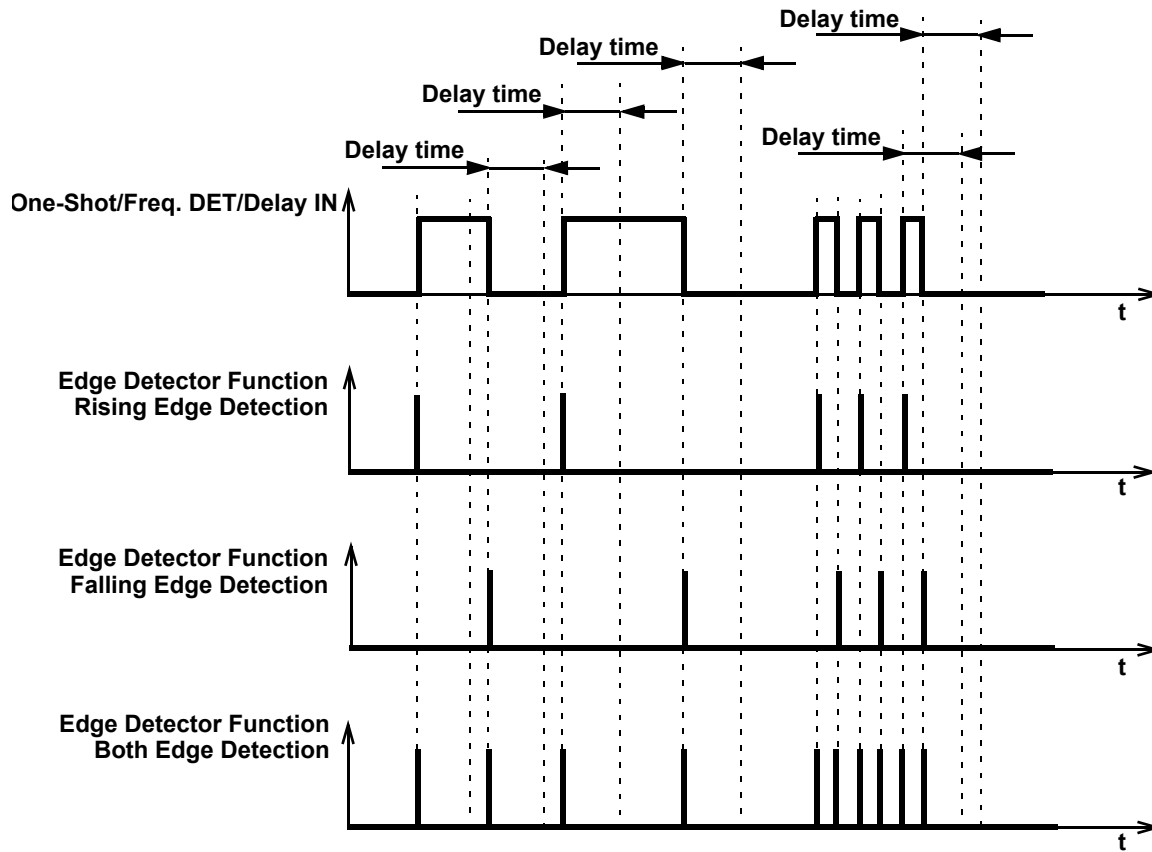 Delay time
Delay time
Delay time
Delay time
Delay time
One-Shot/Freq. DET/Delay IN
t
Edge Detector Function
Rising Edge Detection
t
Edge Detector Function
Falling Edge Detection
t
Edge Detector Function
Both Edge Detection
t